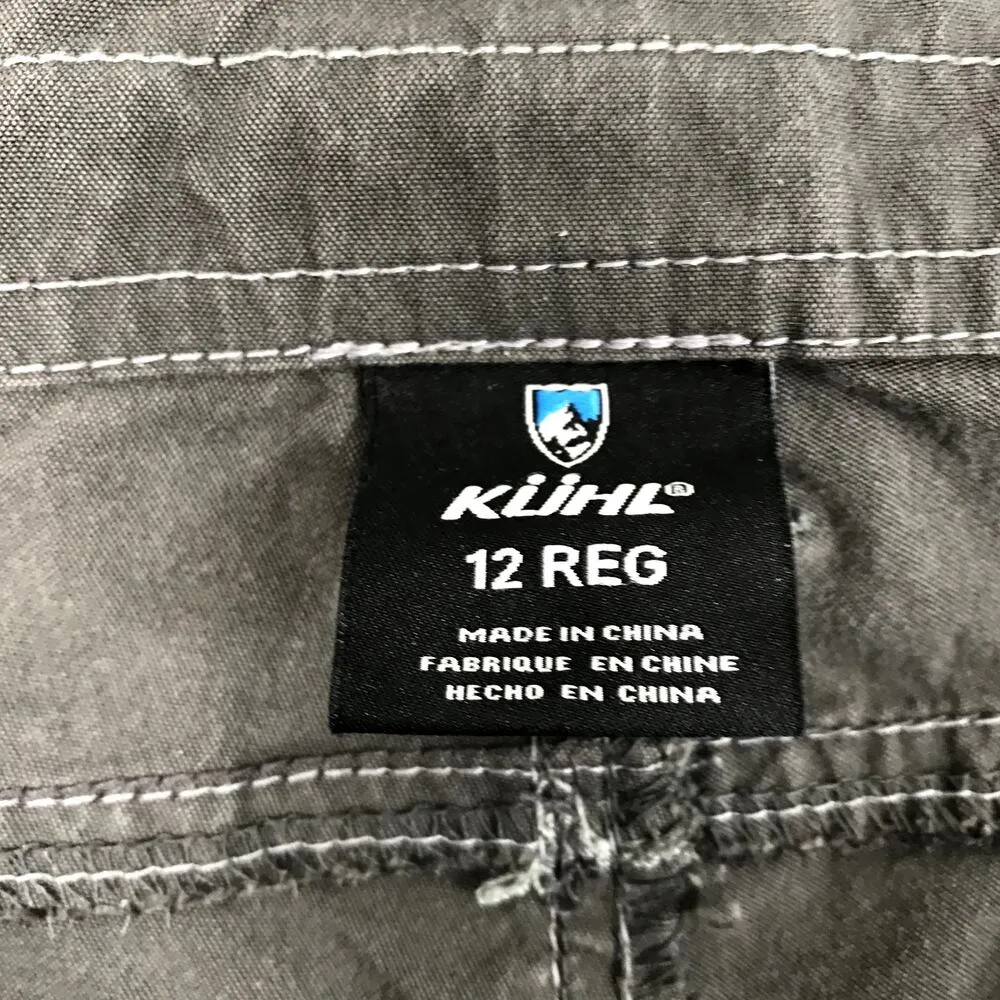 KÜHL®
12 REG
MADE IN CHINA
FABRIQUE EN CHINE
HECHO EN CHINA